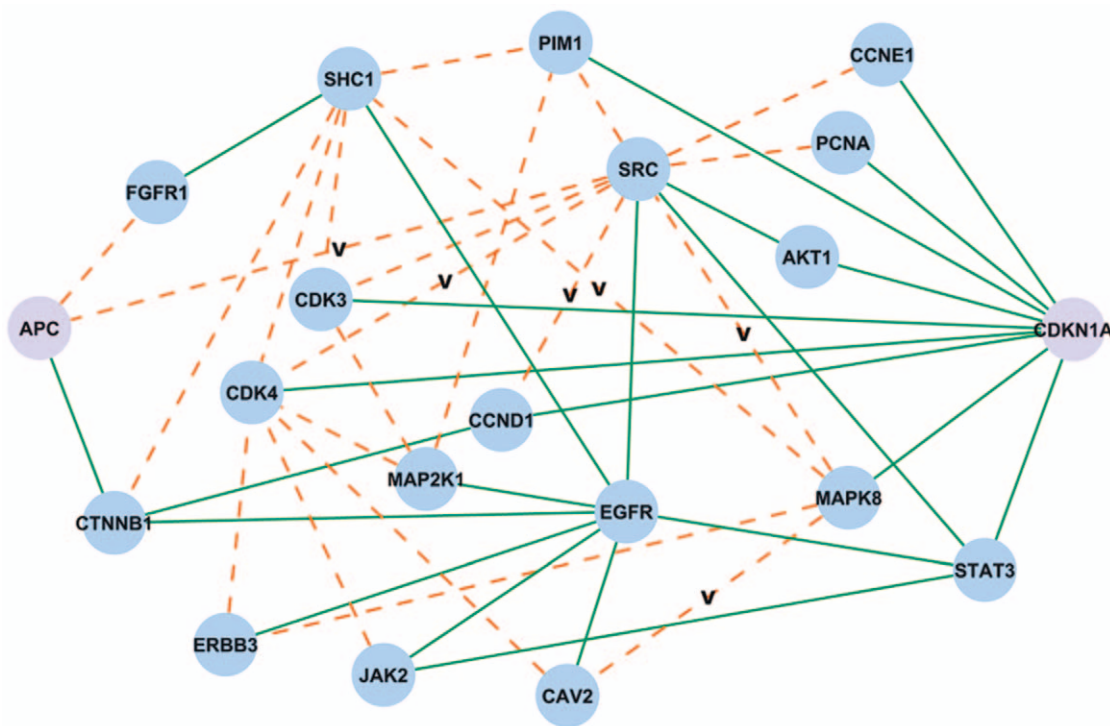 PIM1
CCNE1
SHC1
PCNA
SRC
FGFR1
v
AKT1
v
v
v
CDK3
APC
CDKN1A
v
CDK4
CCND1
MAP2K1
MAPK8
EGFR
CTNNB1
STAT3
v
ERBB3
JAK2
CAV2